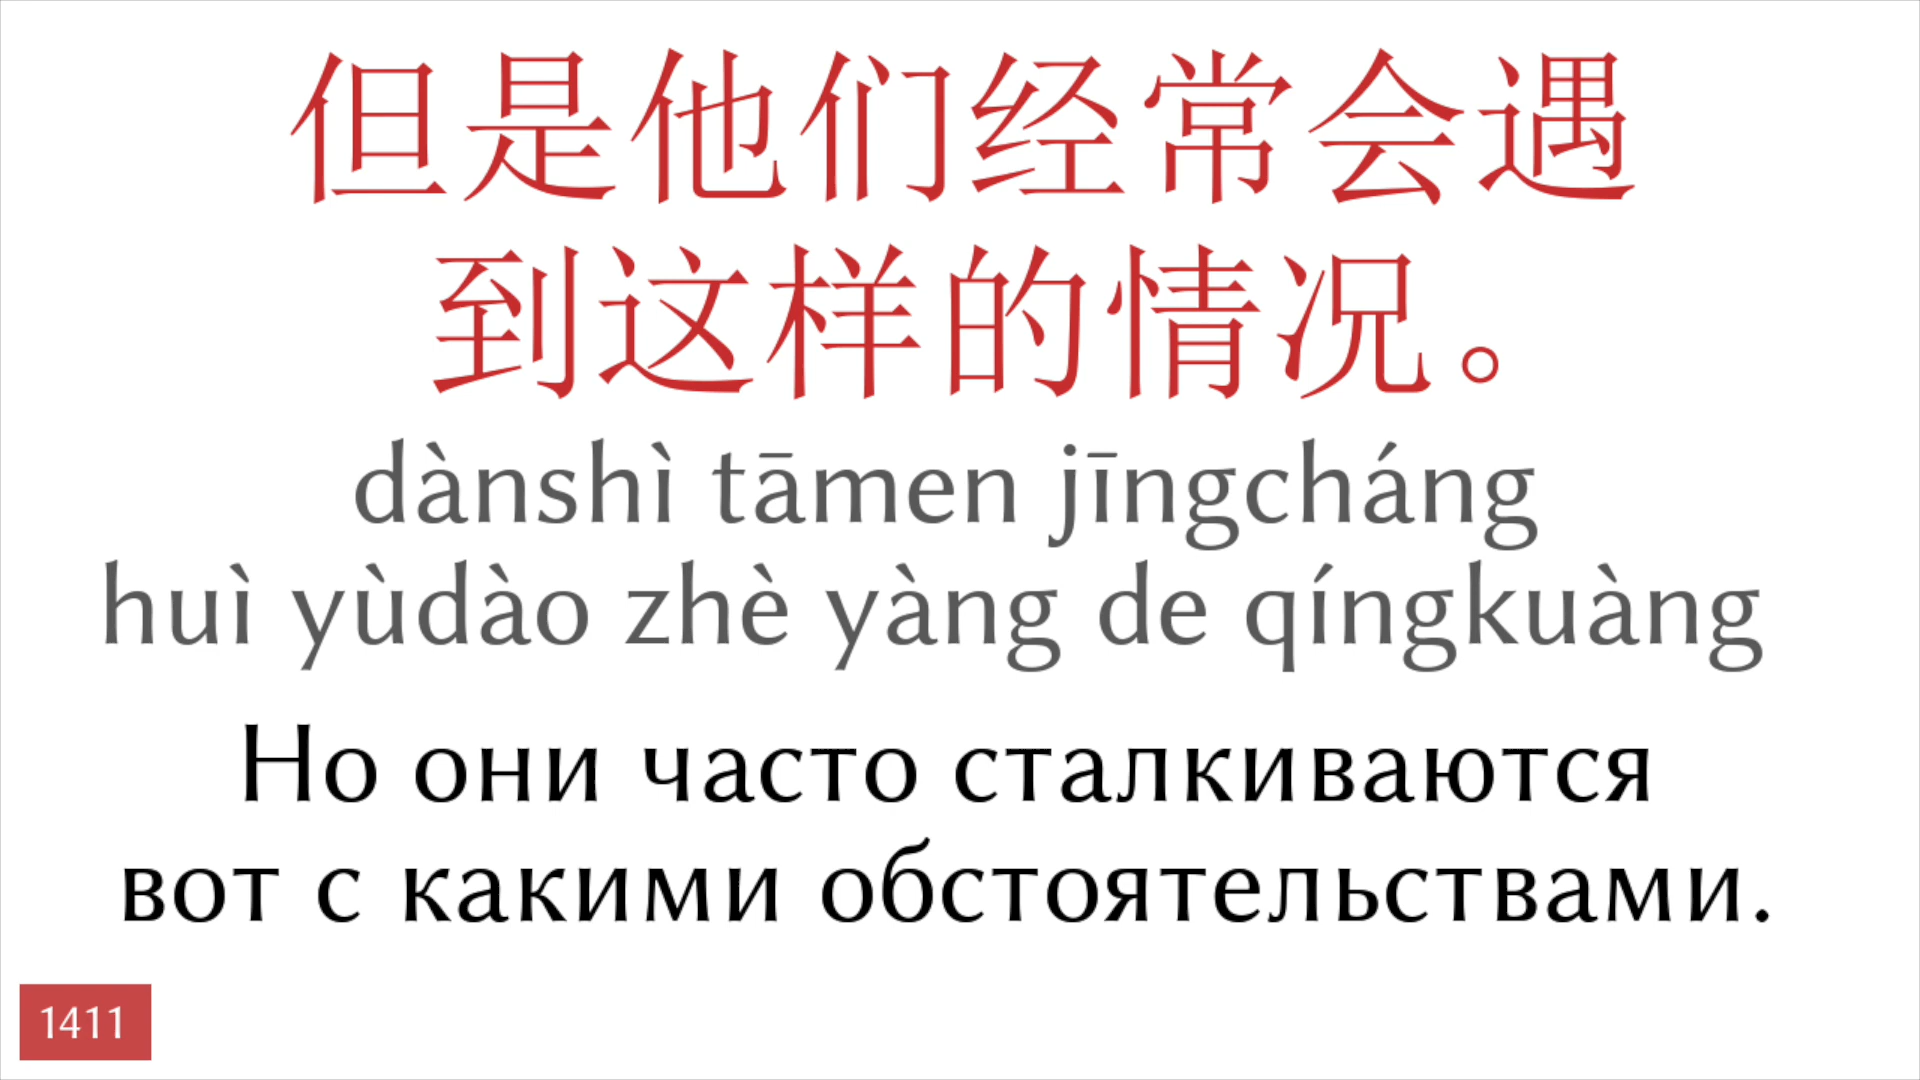 但是他们经常会遇
到这样的情况。
dànshì tāmen jīngcháng
huì yùdào zhè yàng de qíngkuàng
Но они часто сталкиваются
вот с какими обстоятельствами.
1411